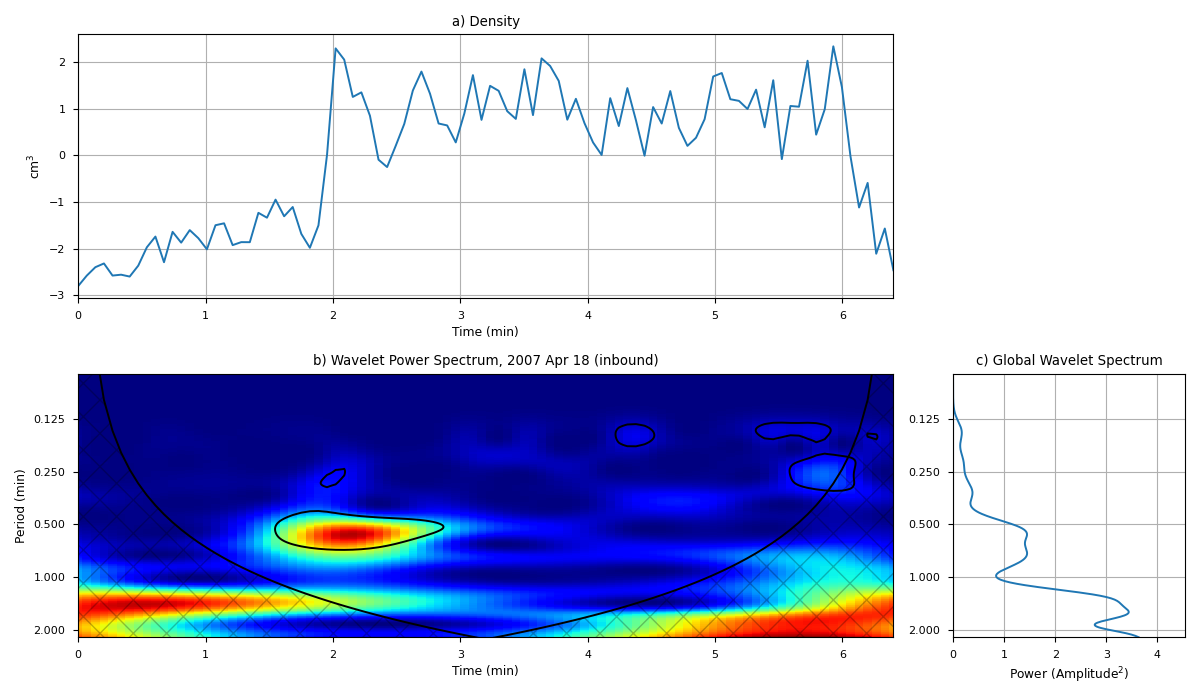 a) Density
2
1
0
−1
−2
−3
cm³
0 1 2 3 4 5 6
Time (min)
b) Wavelet Power Spectrum, 2007 Apr 18 (inbound)
0.125
0.250
0.500
1.000
2.000
Period (min)
0 1 2 3 4 5 6
Time (min)
c) Global Wavelet Spectrum
0.125
0.250
0.500
1.000
2.000
0 1 2 3 4
Power (Amplitude²)